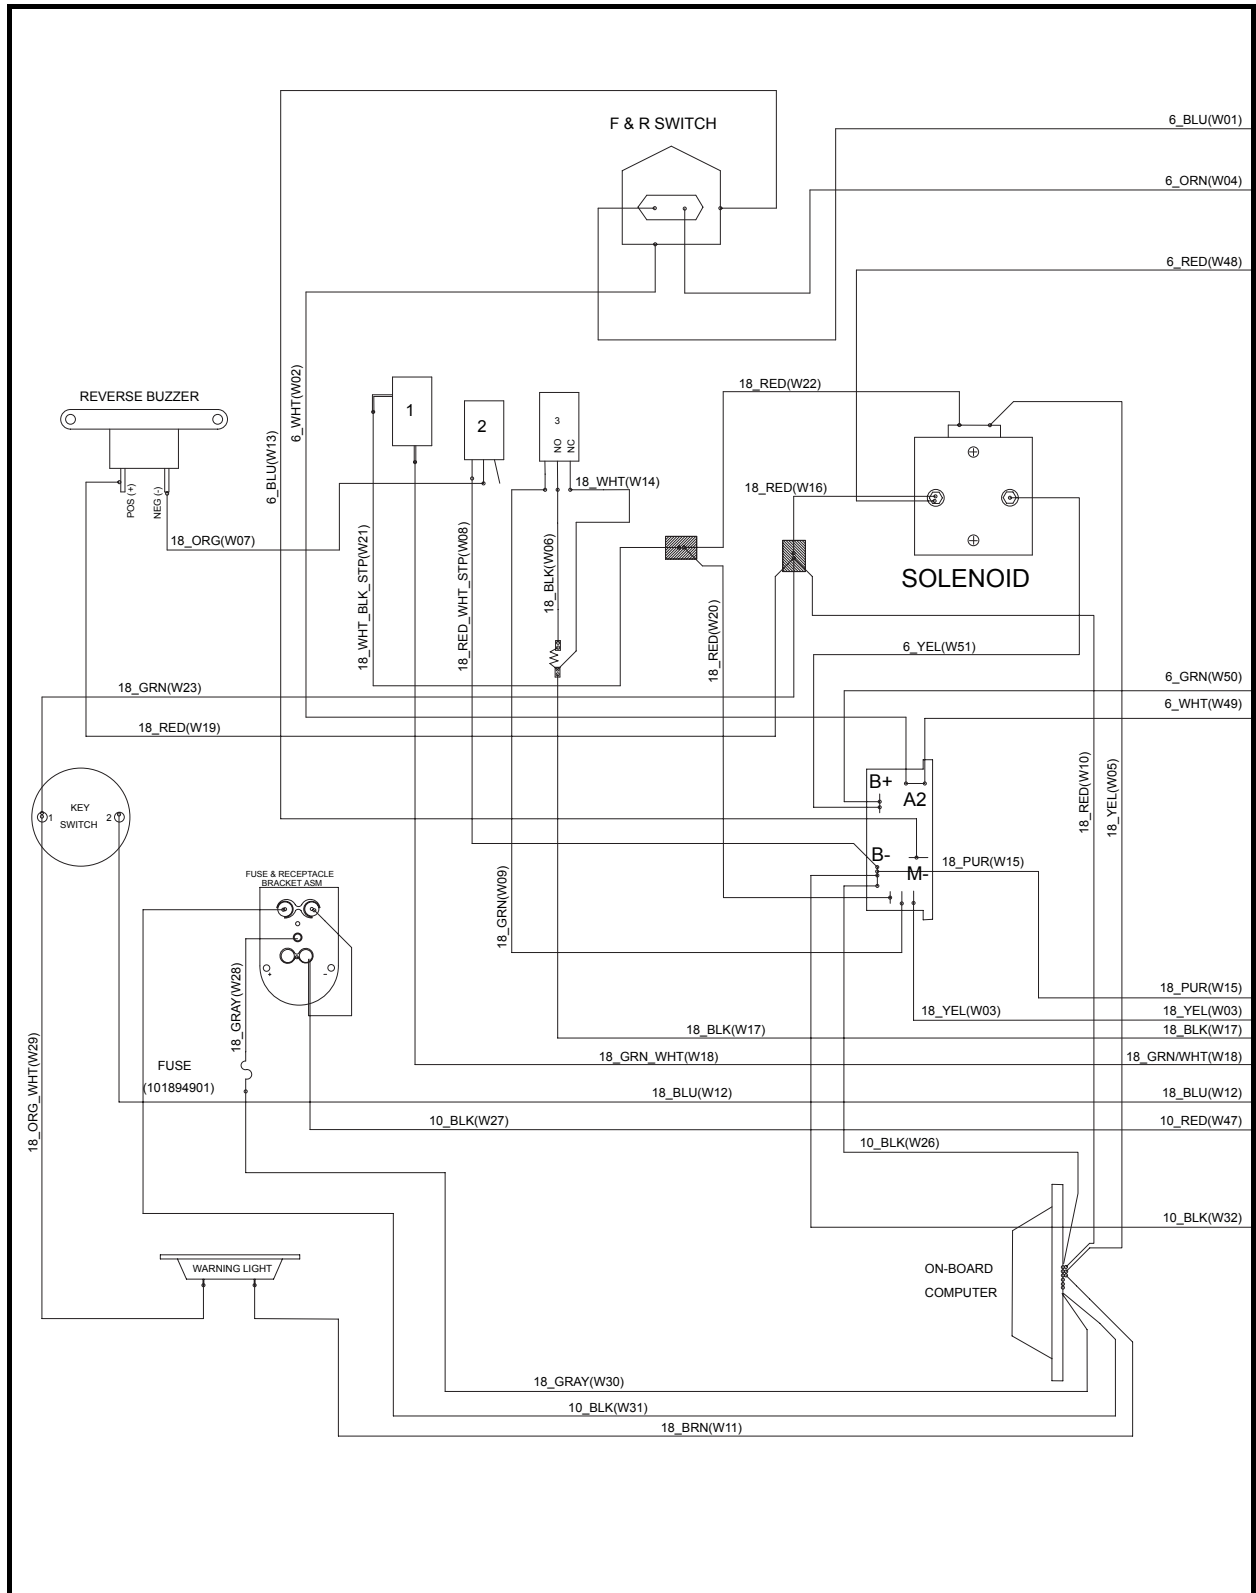 6_BLU(W01)
F & R SWITCH
6_ORN(W04)
6_RED(W48)
6_WHT(W02)
6_BLU(W13)
REVERSE BUZZER
POS (+)
NEG (-)
18_ORG(W07)
1
2
3
NO
NC
18_WHT(W14)
18_RED(W22)
18_RED(W16)
SOLENOID
18_WHT_BLK_STP(W21)
18_RED_WHT_STP(W08)
18_BLK(W06)
18_RED(W20)
6_YEL(W51)
6_GRN(W50)
6_WHT(W49)
18_GRN(W23)
18_RED(W19)
18_RED(W10)
18_YEL(W05)
B+
A2
B-
M-
18_PUR(W15)
KEY
SWITCH
1
2
FUSE & RECEPTACLE
BRACKET ASM
+
-
18_GRN(W09)
18_GRAY(W28)
18_ORG_WHT(W29)
FUSE
(101894901)
18_PUR(W15)
18_YEL(W03)
18_YEL(W03)
18_BLK(W17)
18_BLK(W17)
18_GRN_WHT(W18)
18_GRN/WHT(W18)
18_BLU(W12)
18_BLU(W12)
10_BLK(W27)
10_RED(W47)
10_BLK(W26)
10_BLK(W32)
WARNING LIGHT
ON-BOARD
COMPUTER
18_GRAY(W30)
10_BLK(W31)
18_BRN(W11)